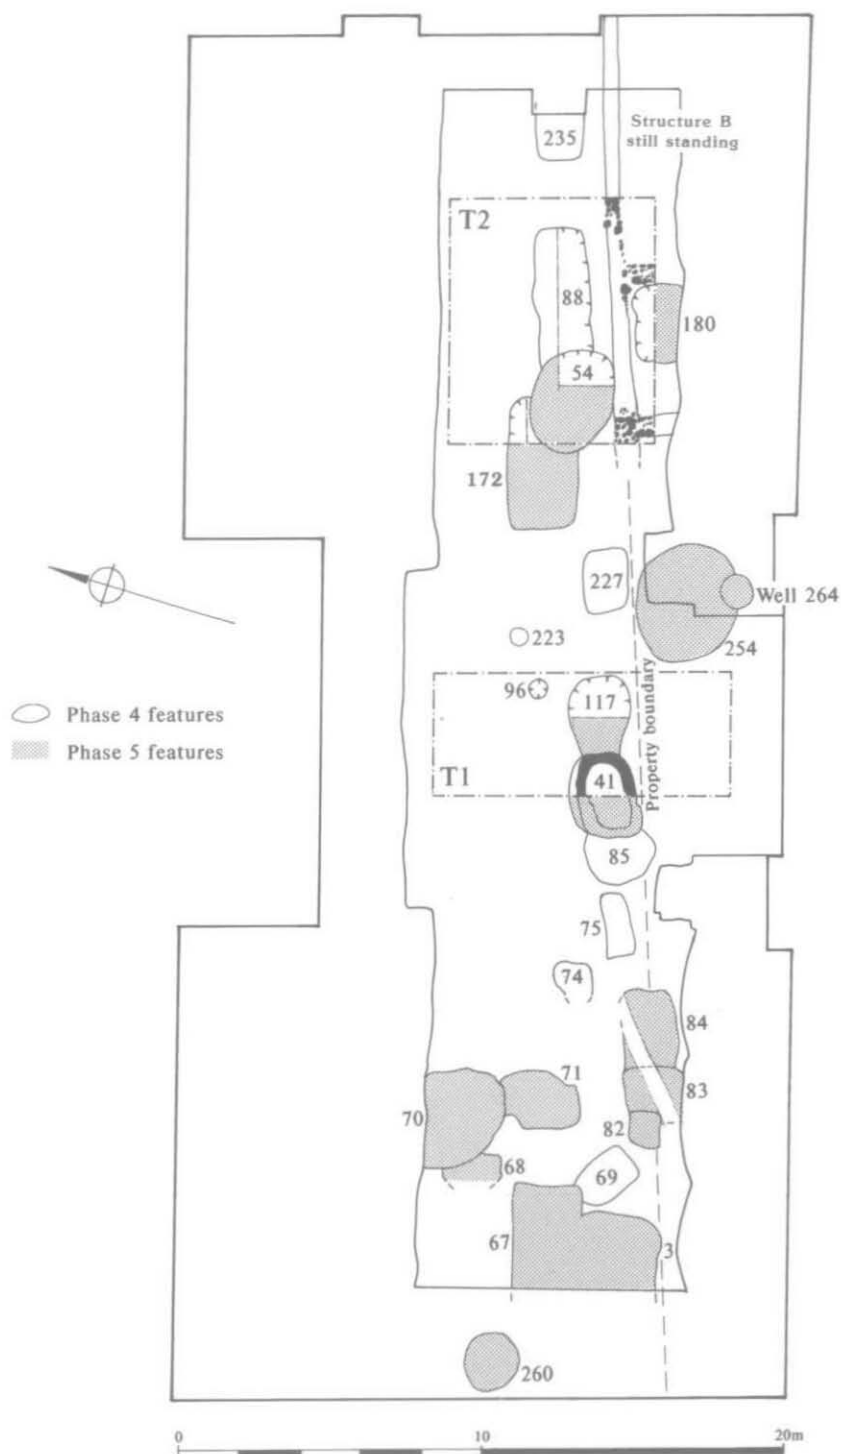 Structure B
still standing
235
T2
88
180
54
172
227
Well 264
223
254
96
117
Phase 4 features
Phase 5 features
Property boundary
41
T1
85
75
74
84
71
83
70
82
68
69
67
3
260
0
10
20m